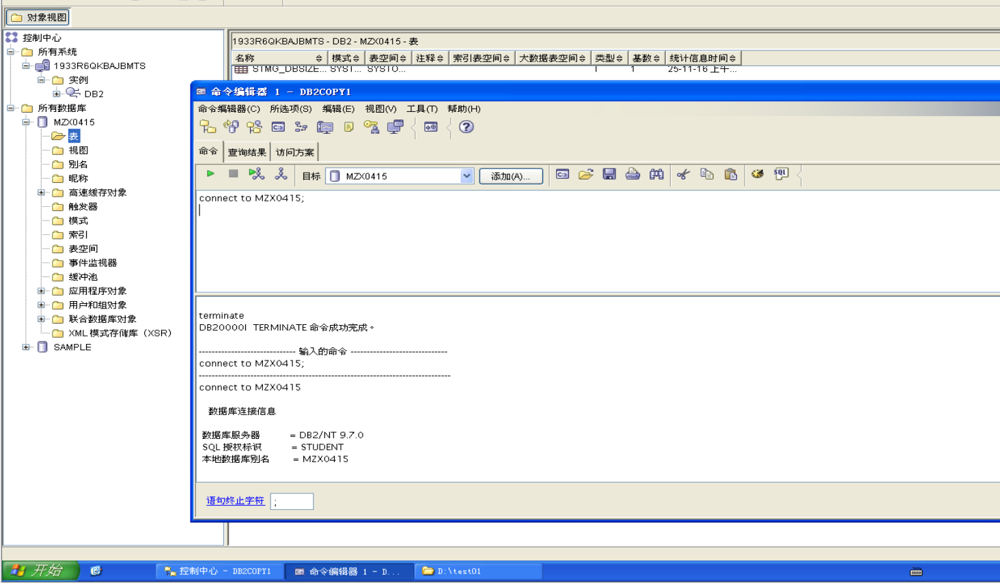 对象视图
控制中心
所有系统
1933R6QKBAJBMTS
实例
DB2
所有数据库
MZX0415
表
视图
别名
昵称
高速缓存对象
触发器
模式
索引
表空间
事件监视器
缓冲池
应用程序对象
用户和组对象
联合数据库对象
XML 模式存储库（XSR）
SAMPLE
1933R6QKBAJBMTS - DB2 - MZX0415 - 表
名称 模式 表空间 注释 索引表空间 大数据表空间 类型 基数 统计信息时间
STMG_DBSIZE... SYST... SYSTO... T 1 25-11-16 上午...
命令编辑器 1 - DB2COPY1
命令编辑器(C) 所选项(S) 编辑(E) 视图(V) 工具(T) 帮助(H)
命令 查询结果 访问方案
目标 MZX0415 添加(A)... SQL
connect to MZX0415;
terminate
DB20000I TERMINATE 命令成功完成。
------------------------------ 输入的命令 ------------------------------
connect to MZX0415;
------------------------------------------------------------------------------
connect to MZX0415
数据库连接信息
数据库服务器 = DB2/NT 9.7.0
SQL 授权标识 = STUDENT
本地数据库别名 = MZX0415
语句终止字符 ;
开始 控制中心 - DB2COPY1 命令编辑器 1 - D... D:\test01